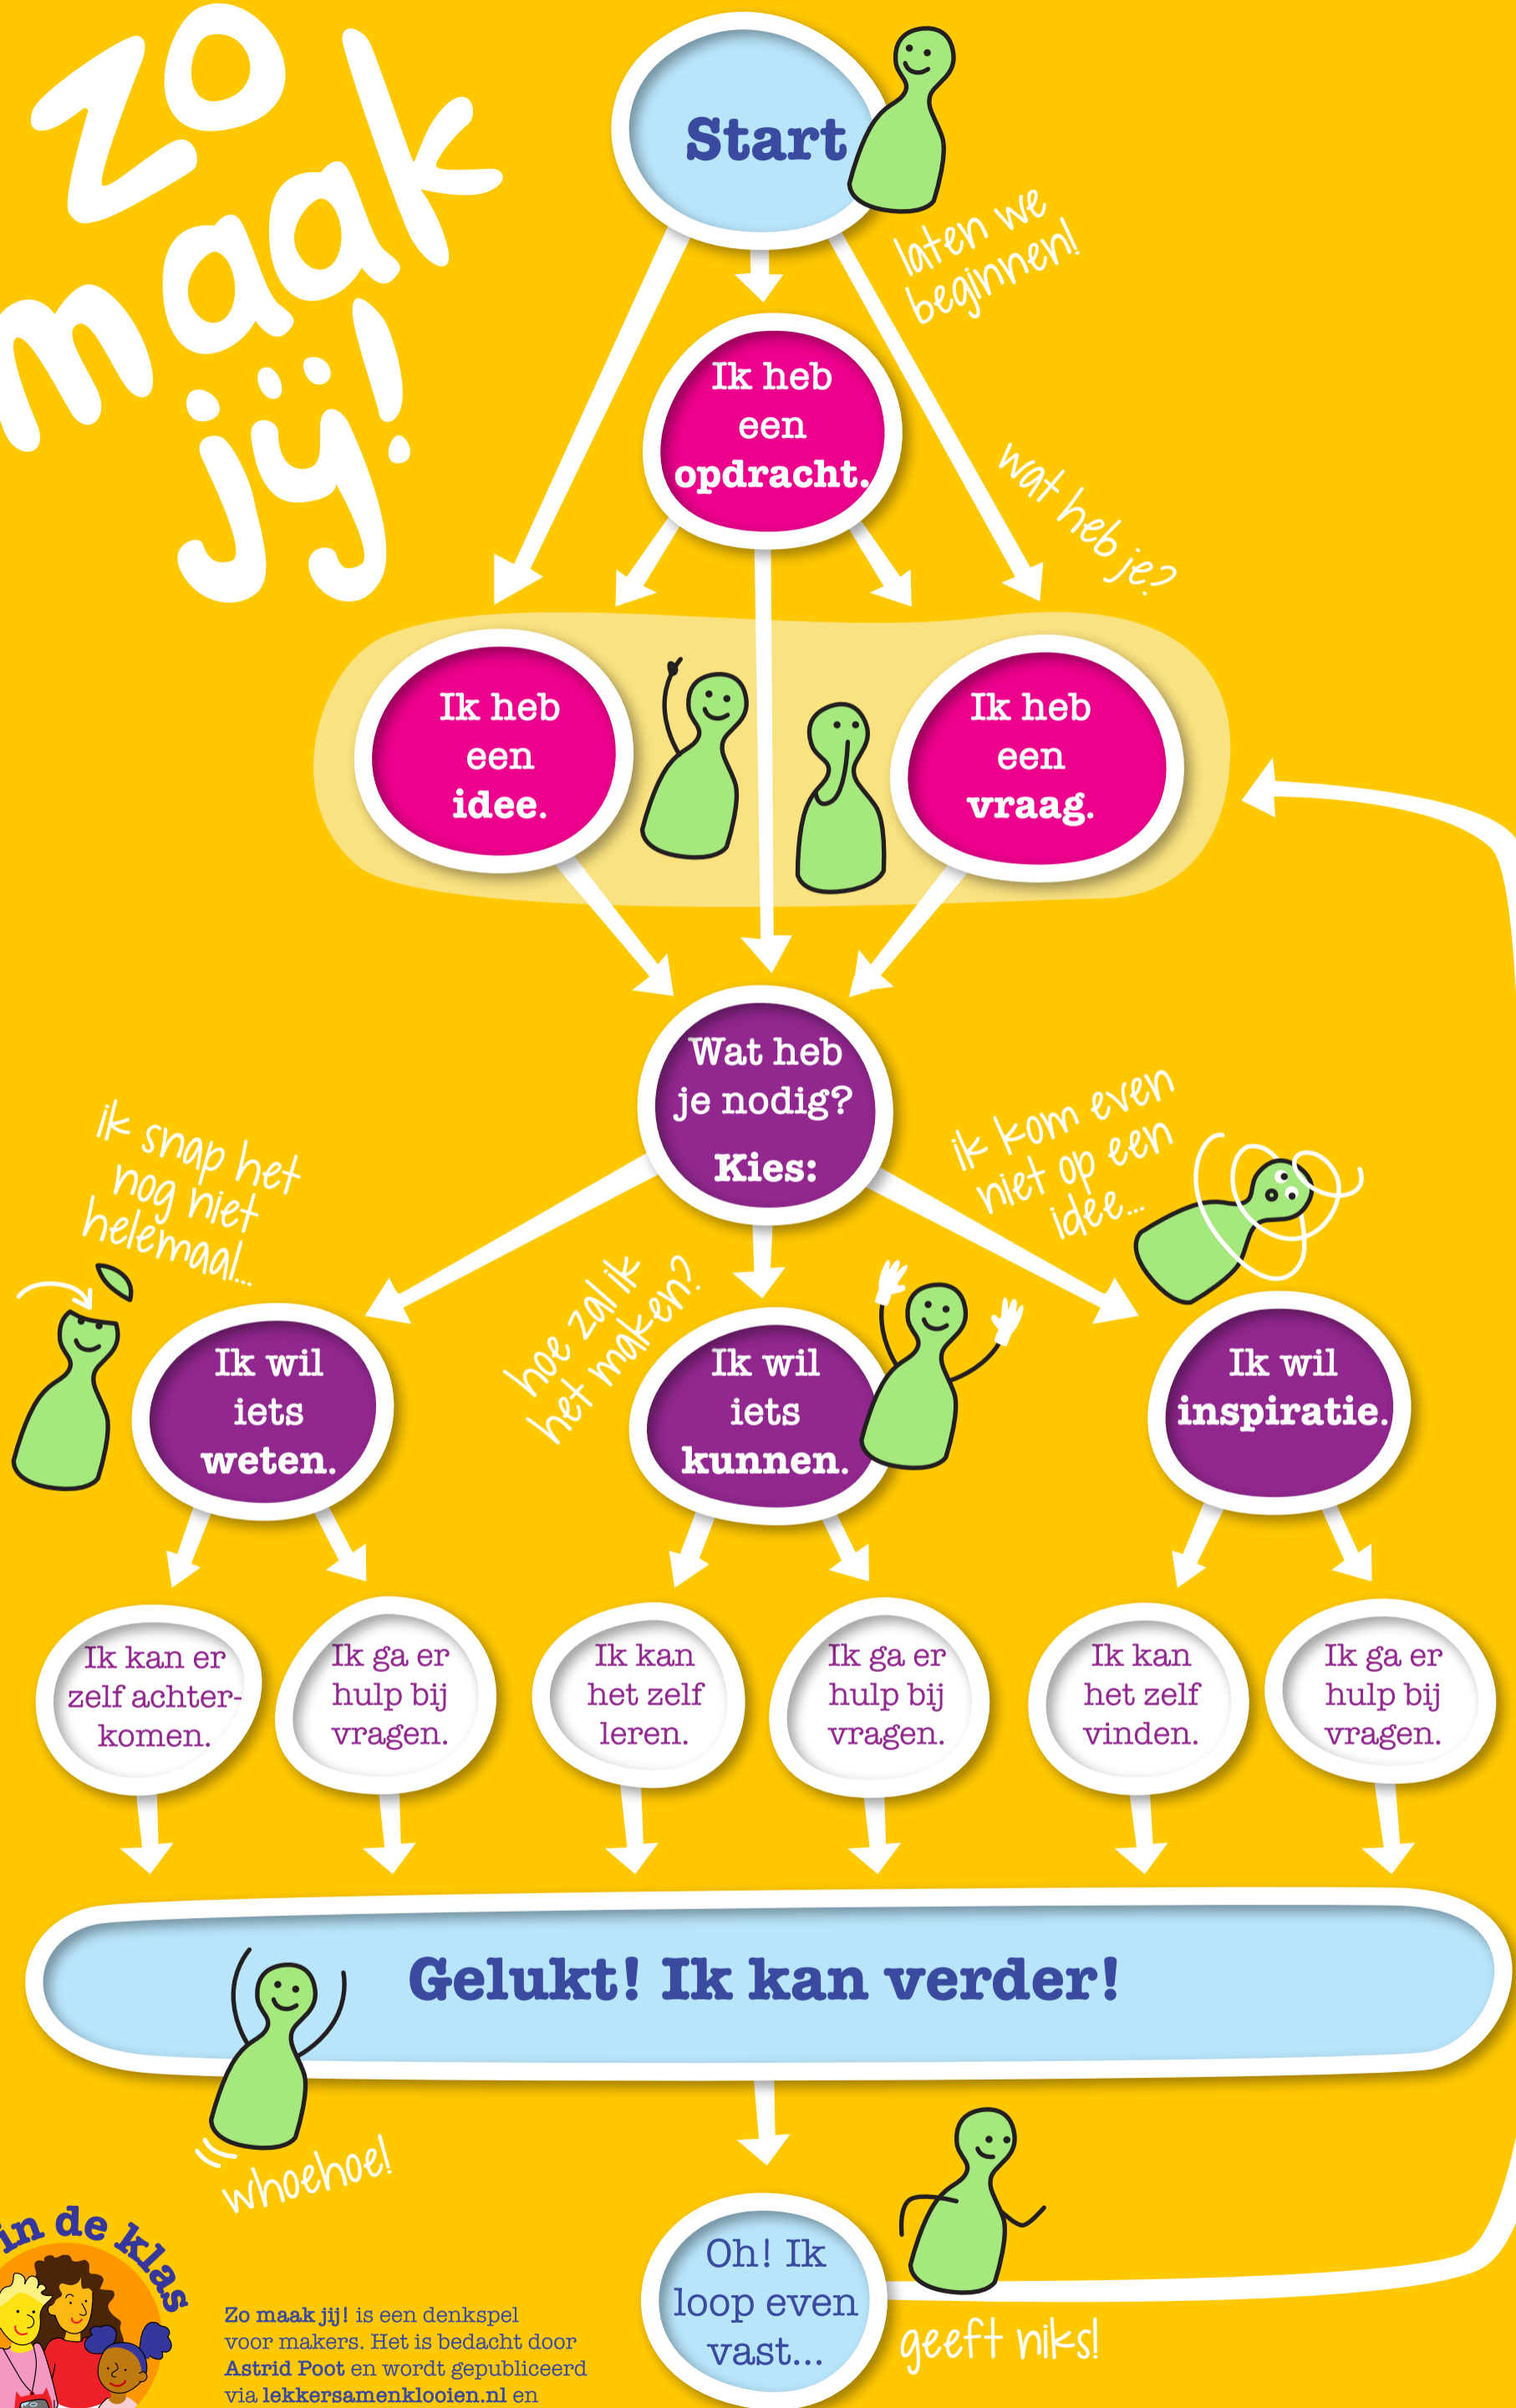 zo
maak
jij!
Start
laten we
beginnen!
Ik heb
een
opdracht.
wat heb je?
Ik heb
een
idee.
Ik heb
een
vraag.
Wat heb
je nodig?
Kies:
ik snap het
nog niet
helemaal...
hoe zal ik
het maken?
ik kom even
niet op een
idee...
Ik wil
iets
weten.
Ik wil
iets
kunnen.
Ik wil
inspiratie.
Ik kan er
zelf achter-
komen.
Ik ga er
hulp bij
vragen.
Ik kan
het zelf
leren.
Ik ga er
hulp bij
vragen.
Ik kan
het zelf
vinden.
Ik ga er
hulp bij
vragen.
Gelukt! Ik kan verder!
whoehoe!
Oh! Ik
loop even
vast...
geeft niks!
in de klas
Zo maak jij! is een denkspel
voor makers. Het is bedacht door
Astrid Poot en wordt gepubliceerd
via lekkersamenklooien.nl en